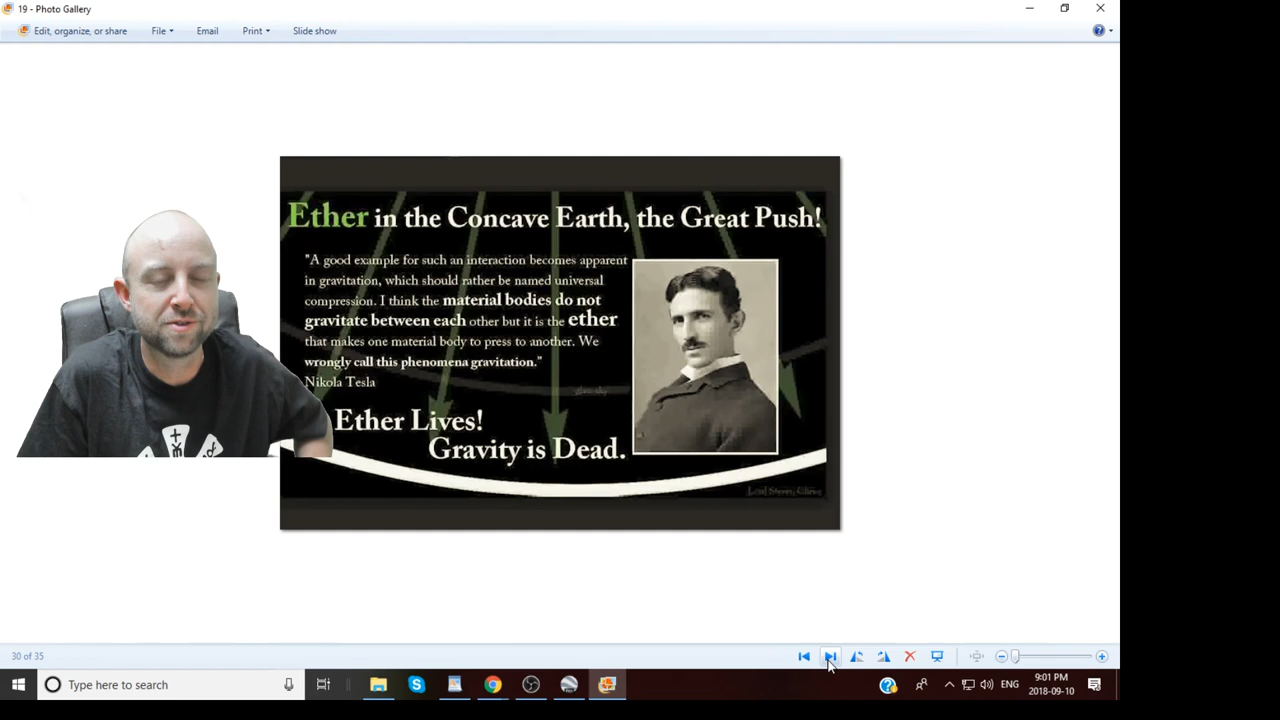 19 - Photo Gallery
Edit, organize, or share File Email Print Slide show
Ether in the Concave Earth, the Great Push!
"A good example for such an interaction becomes apparent
in gravitation, which should rather be named universal
compression. I think the material bodies do not
gravitate between each other but it is the ether
that makes one material body to press to another. We
wrongly call this phenomena gravitation."
Nikola Tesla
Ether Lives!
Gravity is Dead.
30 of 35
Type here to search
ENG
9:01 PM
2018-09-10